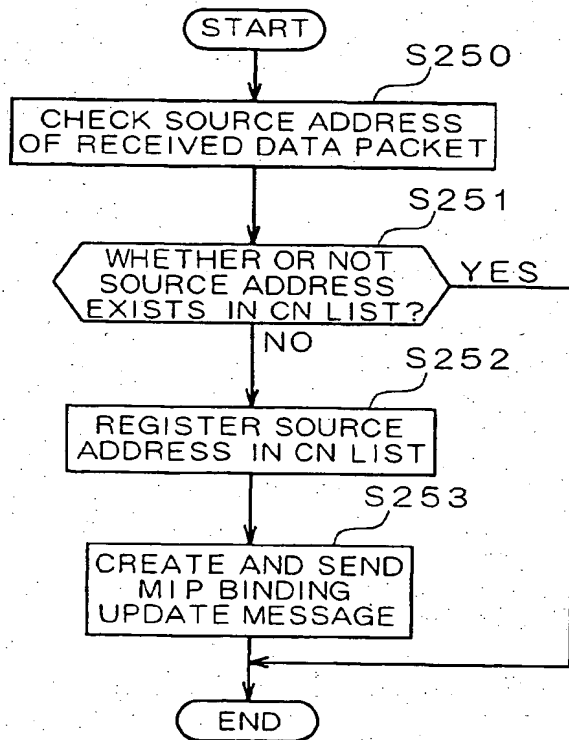 START
S250
CHECK SOURCE ADDRESS
OF RECEIVED DATA PACKET
S251
WHETHER OR NOT
SOURCE ADDRESS
EXISTS IN CN LIST?
YES
NO
S252
REGISTER SOURCE
ADDRESS IN CN LIST
S253
CREATE AND SEND
MIP BINDING
UPDATE MESSAGE
END